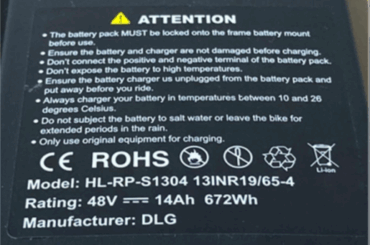 ATTENTION
• The battery pack MUST be locked onto the frame battery mount
before use.
• Ensure the battery and charger are not damaged before charging.
• Don't connect the positive and negative terminal of the battery pack.
• Don't expose the battery to high temperatures.
• Ensure the battery charger us unplugged from the battery pack and
put away before you ride.
• Always charger your battery in temperatures between 10 and 26
degrees Celsius.
• Do not subject the battery to salt water or leave the bike for
extended periods in the rain.
• Only use original equipment for charging.
CE ROHS Li-ion
Model: HL-RP-S1304 13INR19/65-4
Rating: 48V ⎓ 14Ah 672Wh
Manufacturer: DLG